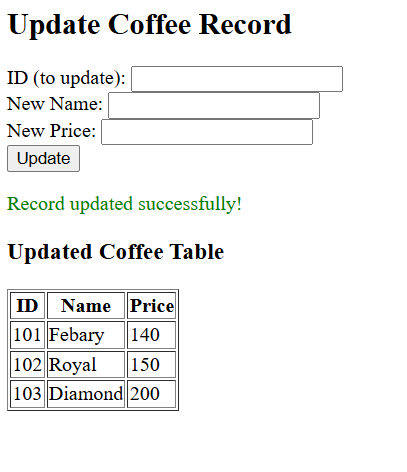 Update Coffee Record
ID (to update):
New Name:
New Price:
Update
Record updated successfully!
Updated Coffee Table
ID Name Price
101 Febary 140
102 Royal 150
103 Diamond 200